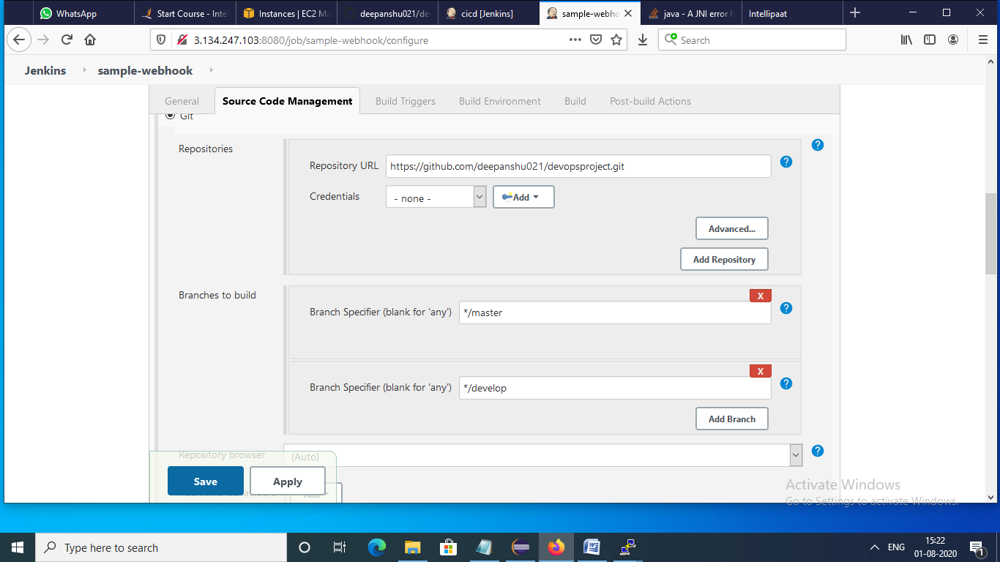 WhatsApp
Start Course - Inte
Instances | EC2 Ma
deepanshu021/de
cicd [Jenkins]
sample-webho
java - A JNI error h
Intellipaat
3.134.247.103:8080/job/sample-webhook/configure
Search
Jenkins
sample-webhook
General
Source Code Management
Build Triggers
Build Environment
Build
Post-build Actions
Git
Repositories
Repository URL
https://github.com/deepanshu021/devopsproject.git
Credentials
- none -
Add
Advanced...
Add Repository
Branches to build
X
Branch Specifier (blank for 'any')
*/master
X
Branch Specifier (blank for 'any')
*/develop
Add Branch
Repository browser
(Auto)
Save
Apply
Add
Activate Windows
Go to Settings to activate Windows.
Type here to search
ENG
15:22
01-08-2020
1